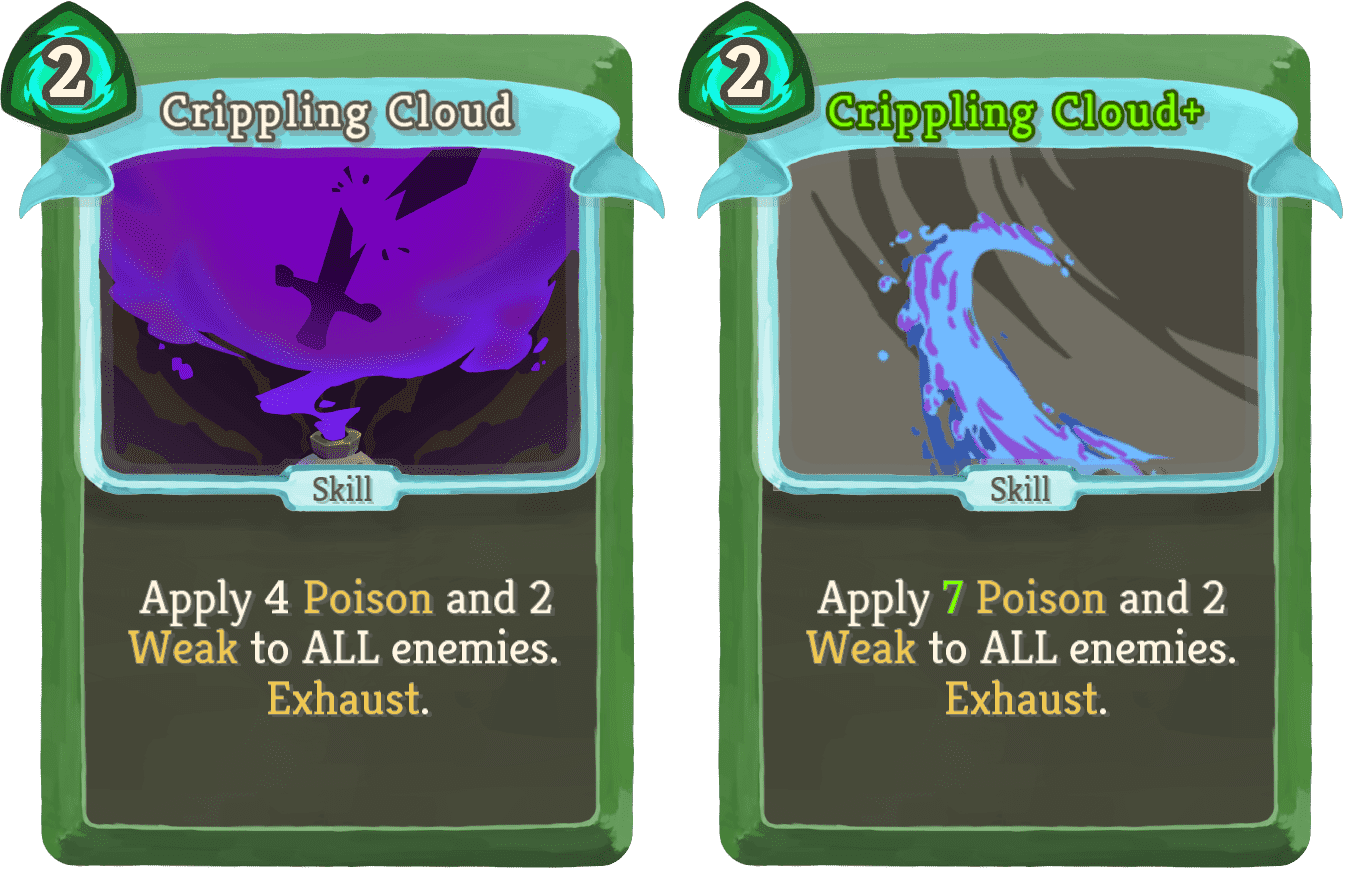 2
Crippling Cloud
Skill
Apply 4 Poison and 2
Weak to ALL enemies.
Exhaust.
2
Crippling Cloud+
Skill
Apply 7 Poison and 2
Weak to ALL enemies.
Exhaust.